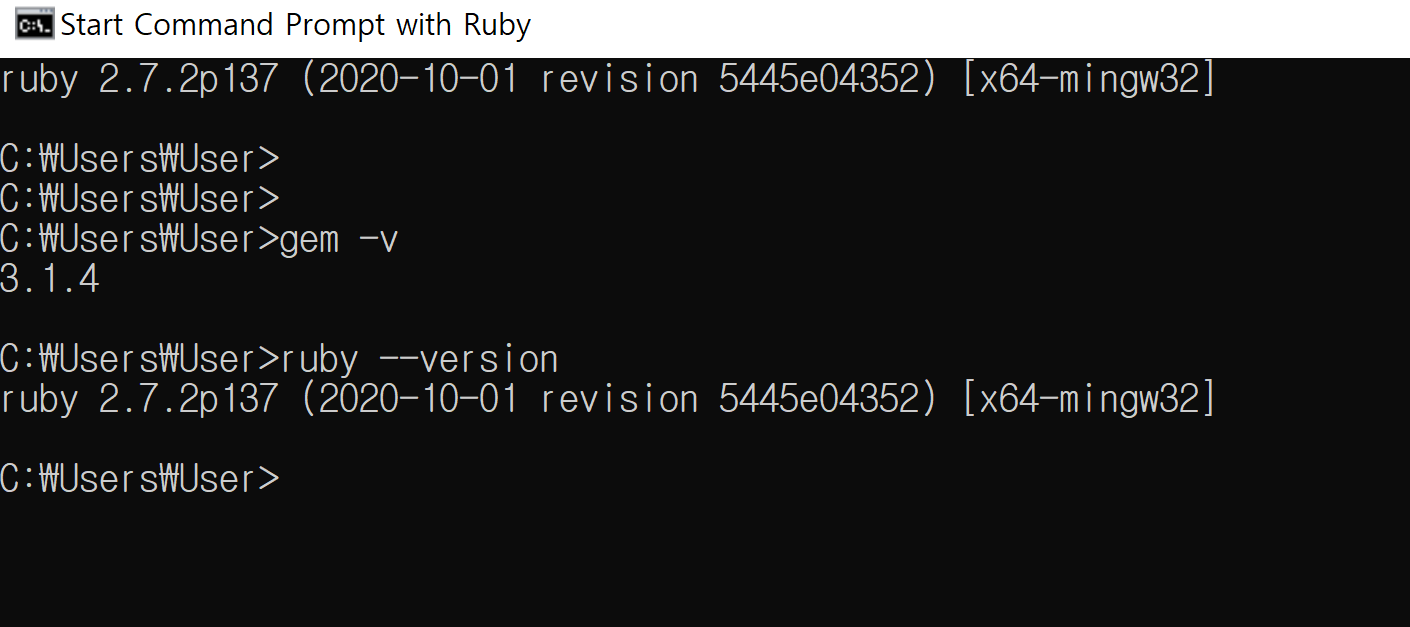 C:\.
Start Command Prompt with Ruby
ruby 2.7.2p137 (2020-10-01 revision 5445e04352) [x64-mingw32]
C:₩Users₩User>
C:₩Users₩User>
C:₩Users₩User>gem -v
3.1.4
C:₩Users₩User>ruby --version
ruby 2.7.2p137 (2020-10-01 revision 5445e04352) [x64-mingw32]
C:₩Users₩User>